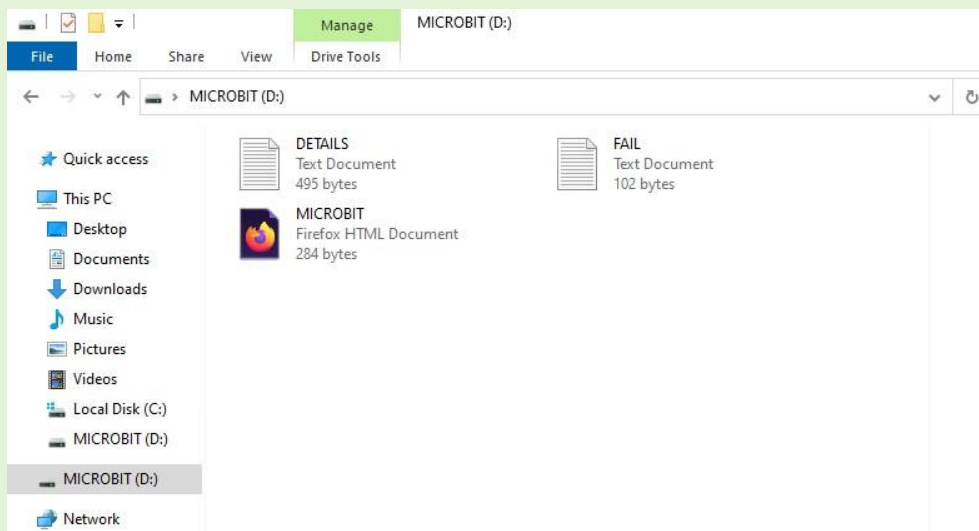 Manage
MICROBIT (D:)
File
Home
Share
View
Drive Tools
MICROBIT (D:)
Quick access
This PC
Desktop
Documents
Downloads
Music
Pictures
Videos
Local Disk (C:)
MICROBIT (D:)
MICROBIT (D:)
Network
DETAILS
Text Document
495 bytes
FAIL
Text Document
102 bytes
MICROBIT
Firefox HTML Document
284 bytes